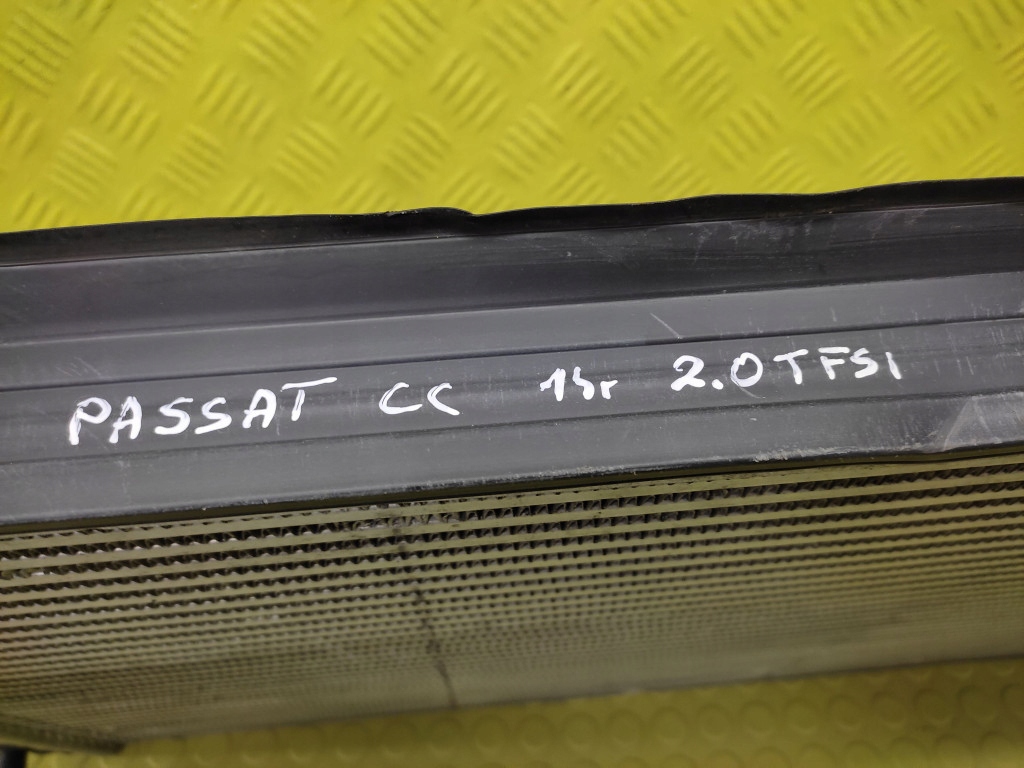 PASSAT CC 14r 2.0TFSI